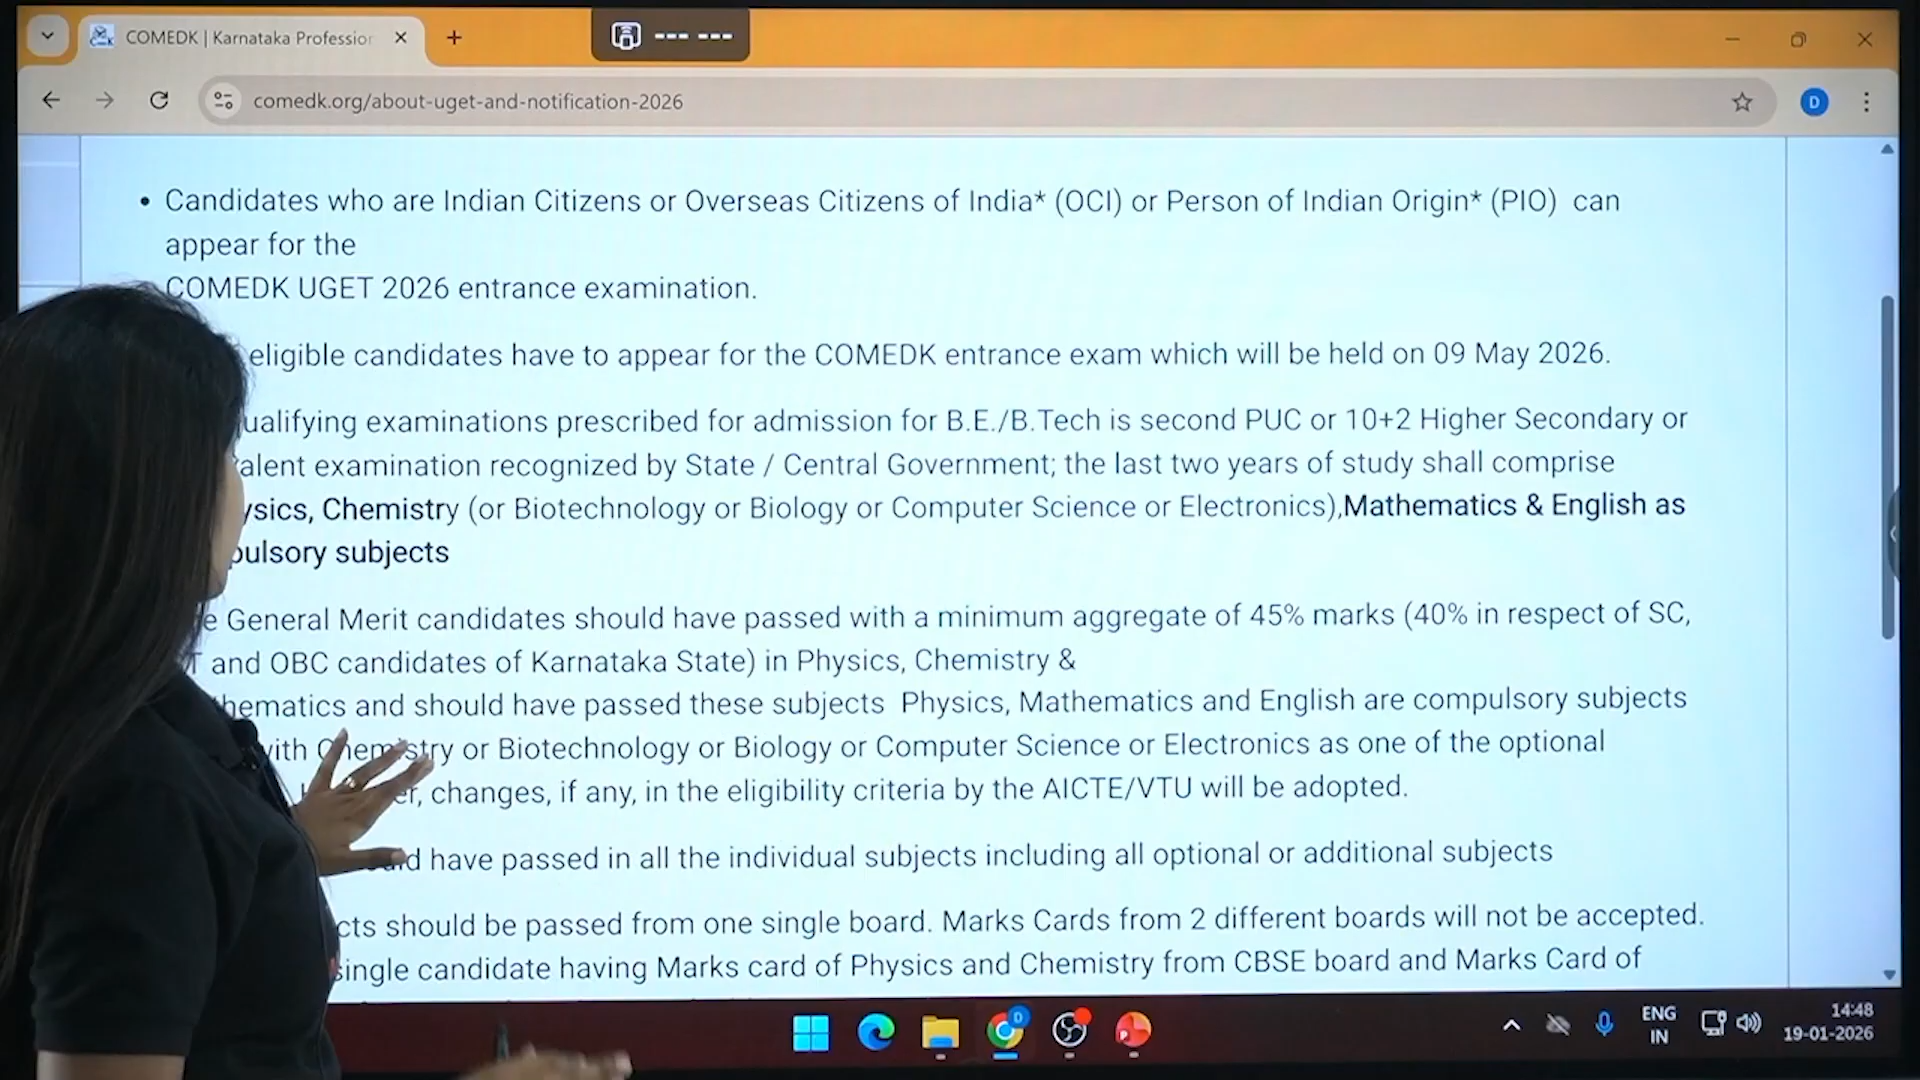 COMEDK | Karnataka Profession
comedk.org/about-uget-and-notification-2026
D
• Candidates who are Indian Citizens or Overseas Citizens of India* (OCI) or Person of Indian Origin* (PIO) can
appear for the
COMEDK UGET 2026 entrance examination.
eligible candidates have to appear for the COMEDK entrance exam which will be held on 09 May 2026.
ualifying examinations prescribed for admission for B.E./B.Tech is second PUC or 10+2 Higher Secondary or
alent examination recognized by State / Central Government; the last two years of study shall comprise
ysics, Chemistry (or Biotechnology or Biology or Computer Science or Electronics),Mathematics & English as
pulsory subjects
e General Merit candidates should have passed with a minimum aggregate of 45% marks (40% in respect of SC,
T and OBC candidates of Karnataka State) in Physics, Chemistry &
hematics and should have passed these subjects Physics, Mathematics and English are compulsory subjects
with Chemistry or Biotechnology or Biology or Computer Science or Electronics as one of the optional
er, changes, if any, in the eligibility criteria by the AICTE/VTU will be adopted.
have passed in all the individual subjects including all optional or additional subjects
cts should be passed from one single board. Marks Cards from 2 different boards will not be accepted.
single candidate having Marks card of Physics and Chemistry from CBSE board and Marks Card of
D
ENG
IN
14:48
19-01-2026